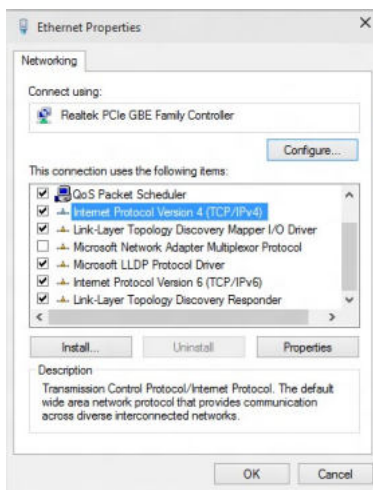 Ethernet Properties
Networking
Connect using:
Realtek PCIe GBE Family Controller
Configure...
This connection uses the following items:
QoS Packet Scheduler
Internet Protocol Version 4 (TCP/IPv4)
Link-Layer Topology Discovery Mapper I/O Driver
Microsoft Network Adapter Multiplexor Protocol
Microsoft LLDP Protocol Driver
Internet Protocol Version 6 (TCP/IPv6)
Link-Layer Topology Discovery Responder
Install... Uninstall Properties
Description
Transmission Control Protocol/Internet Protocol. The default
wide area network protocol that provides communication
across diverse interconnected networks.
OK Cancel